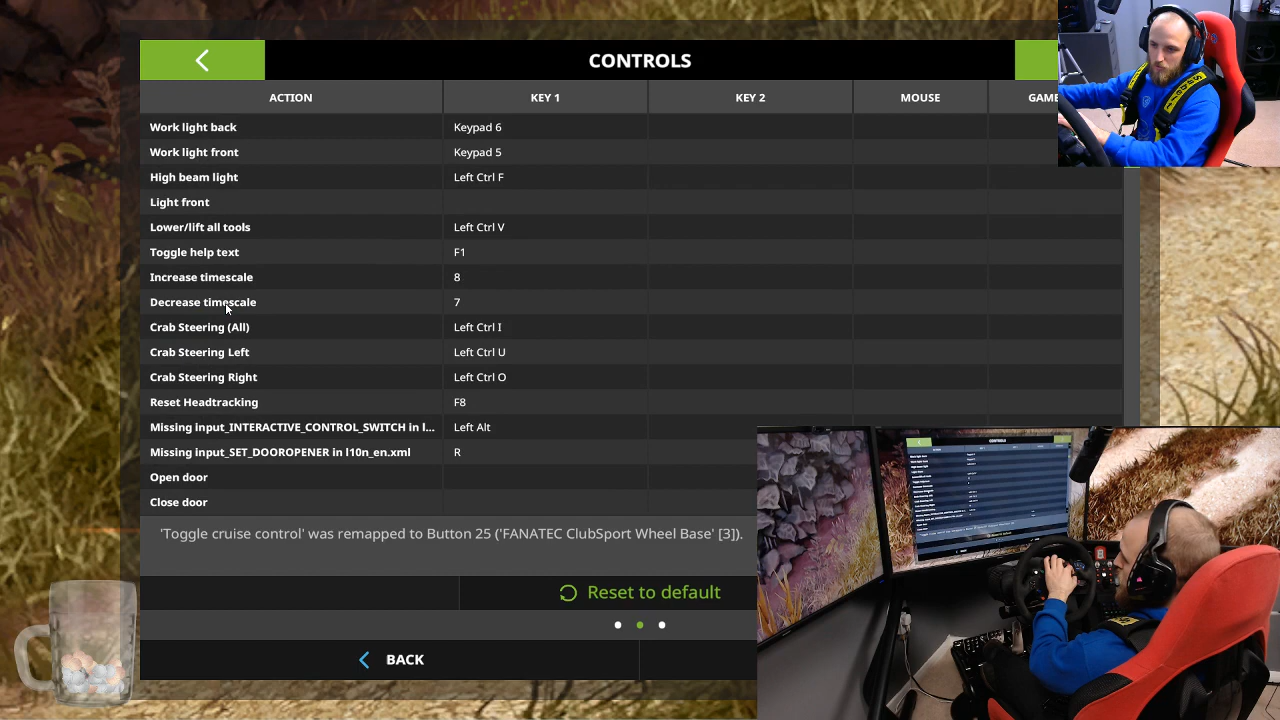 CONTROLS
ACTION KEY 1 KEY 2 MOUSE GAME
Work light back Keypad 6
Work light front Keypad 5
High beam light Left Ctrl F
Light front
Lower/lift all tools Left Ctrl V
Toggle help text F1
Increase timescale 8
Decrease timescale 7
Crab Steering (All) Left Ctrl I
Crab Steering Left Left Ctrl U
Crab Steering Right Left Ctrl O
Reset Headtracking F8
Missing input_INTERACTIVE_CONTROL_SWITCH in l... Left Alt
Missing input_SET_DOOROPENER in l10n_en.xml R
Open door
Close door
'Toggle cruise control' was remapped to Button 25 ('FANATEC ClubSport Wheel Base' [3]).
Reset to default
BACK